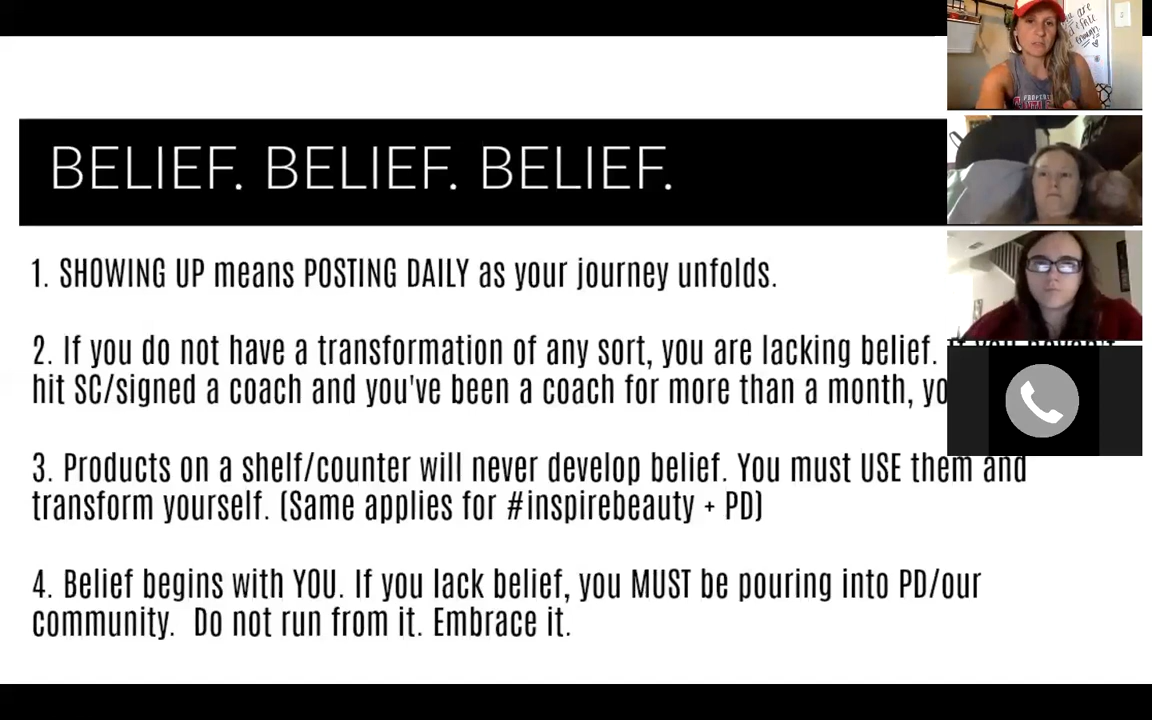 BELIEF. BELIEF. BELIEF.
1. SHOWING UP means POSTING DAILY as your journey unfolds.
2. If you do not have a transformation of any sort, you are lacking belief.
hit SC/signed a coach and you've been a coach for more than a month,
3. Products on a shelf/counter will never develop belief. You must USE them and
transform yourself. (Same applies for #inspirebeauty + PD)
4. Belief begins with YOU. If you lack belief, you MUST be pouring into PD/our
community. Do not run from it. Embrace it.
are
enough